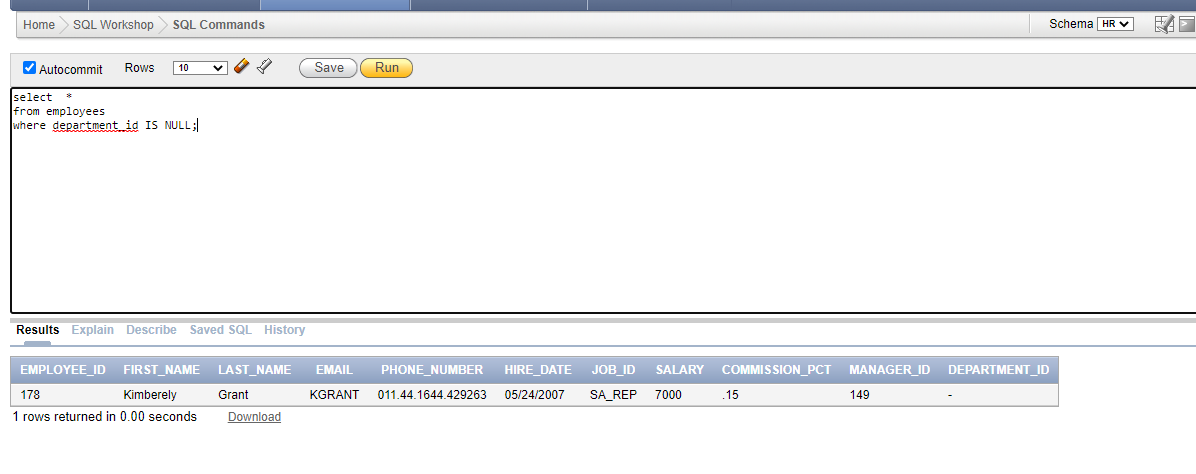 Home SQL Workshop SQL Commands Schema HR
Autocommit Rows 10 Save Run
select  *
from employees
where department_id IS NULL;
Results Explain Describe Saved SQL History
EMPLOYEE_ID FIRST_NAME LAST_NAME EMAIL PHONE_NUMBER HIRE_DATE JOB_ID SALARY COMMISSION_PCT MANAGER_ID DEPARTMENT_ID
178 Kimberely Grant KGRANT 011.44.1644.429263 05/24/2007 SA_REP 7000 .15 149 -
1 rows returned in 0.00 seconds Download